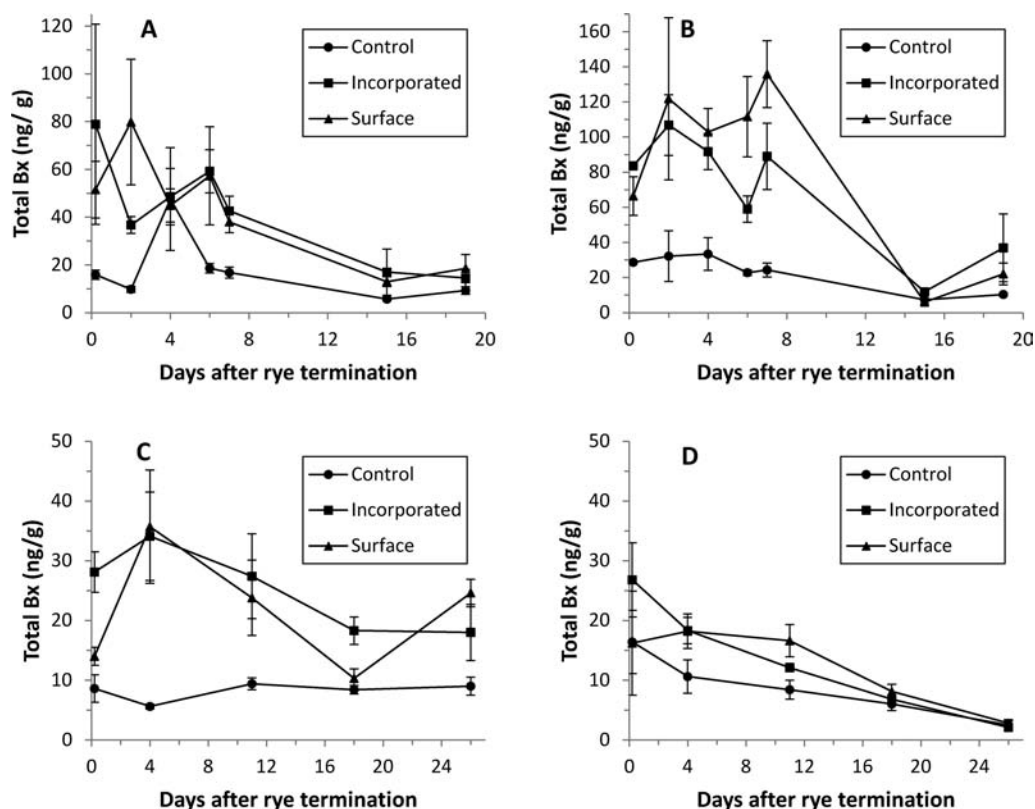 A
Total Bx (ng/ g)
120
100
80
60
40
20
0
Control
Incorporated
Surface
0 4 8 12 16 20
Days after rye termination
B
Total Bx (ng/g)
160
140
120
100
80
60
40
20
0
Control
Incorporated
Surface
0 4 8 12 16 20
Days after rye termination
C
Total Bx (ng/g)
50
40
30
20
10
0
Control
Incorporated
Surface
0 4 8 12 16 20 24
Days after rye termination
D
Total Bx (ng/g)
50
40
30
20
10
0
Control
Incorporated
Surface
0 4 8 12 16 20 24
Days after rye termination